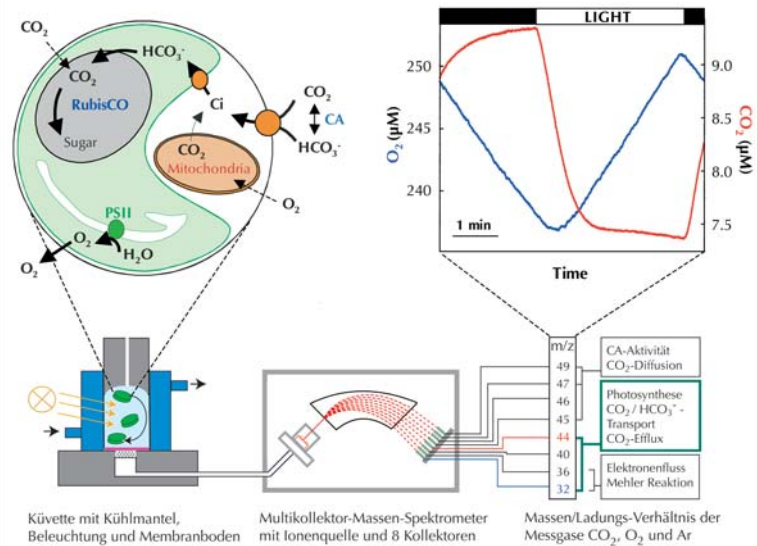 CO₂
HCO₃⁻
CO₂
RubisCO
Sugar
Ci
CO₂
CA
HCO₃⁻
CO₂
Mitochondria
O₂
PSII
O₂
H₂O
O₂
LIGHT
250
245
240
O₂ (µM)
9.0
8.5
8.0
7.5
CO₂ (µM)
1 min
Time
m/z
49
47
46
45
44
40
36
32
CA-Aktivität
CO₂-Diffusion
Photosynthese
CO₂ / HCO₃⁻ -
Transport
CO₂-Efflux
Elektronenfluss
Mehler Reaktion
Küvette mit Kühlmantel,
Beleuchtung und Membranboden
Multikollektor-Massen-Spektrometer
mit Ionenquelle und 8 Kollektoren
Massen/Ladungs-Verhältnis der
Messgase CO₂, O₂ und Ar